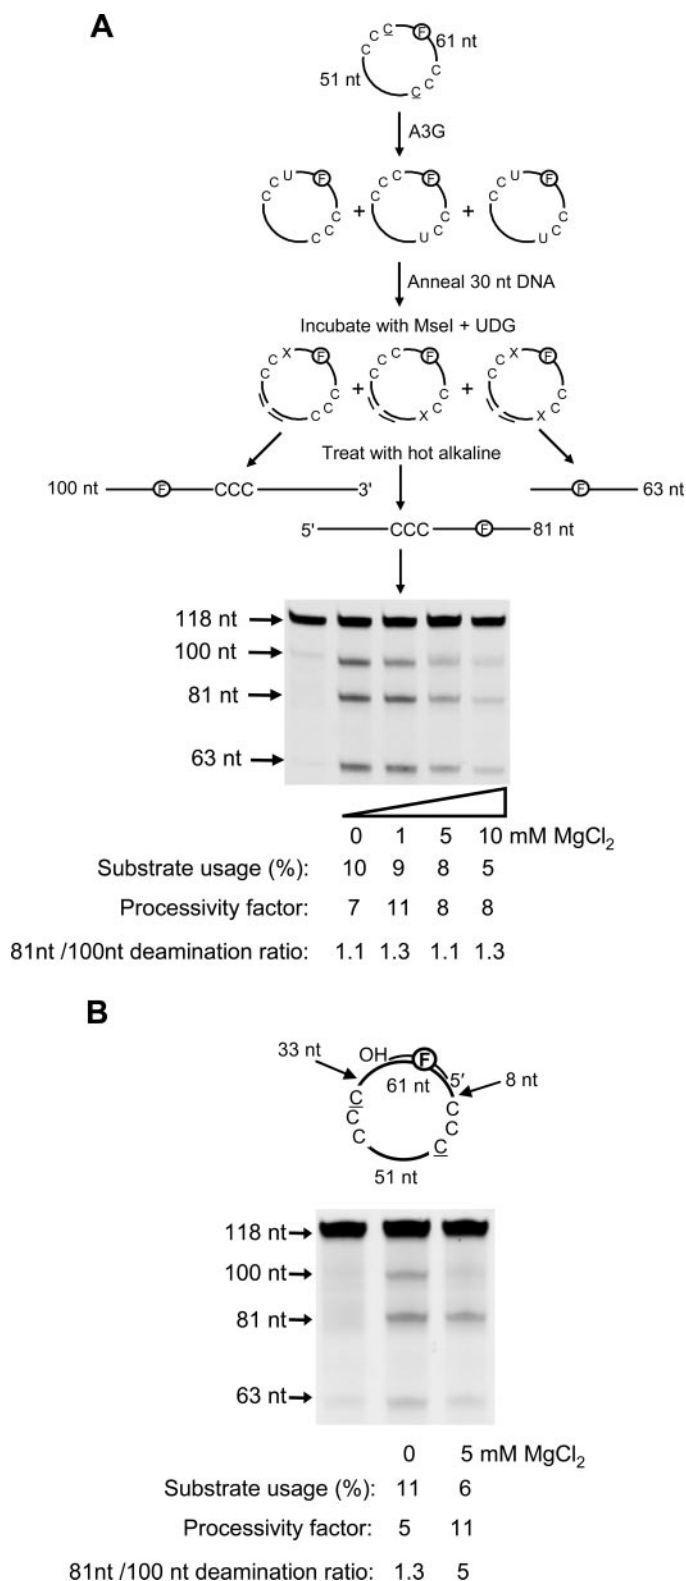 A
C C C F 61 nt
51 nt C C C
A3G
C C U F C C C + C C C F C C U + C C U F C C U
Anneal 30 nt DNA
Incubate with MseI + UDG
C C X F C C C + C C C F C C X + C C X F C C X
Treat with hot alkaline
100 nt F CCC 3' F 63 nt
5' CCC F 81 nt
118 nt
100 nt
81 nt
63 nt
0 1 5 10 mM MgCl2
Substrate usage (%): 10 9 8 5
Processivity factor: 7 11 8 8
81nt /100nt deamination ratio: 1.1 1.3 1.1 1.3
B
33 nt OH F 5′ 8 nt
61 nt
C C C C C C
51 nt
118 nt
100 nt
81 nt
63 nt
0 5 mM MgCl2
Substrate usage (%): 11 6
Processivity factor: 5 11
81nt /100 nt deamination ratio: 1.3 5